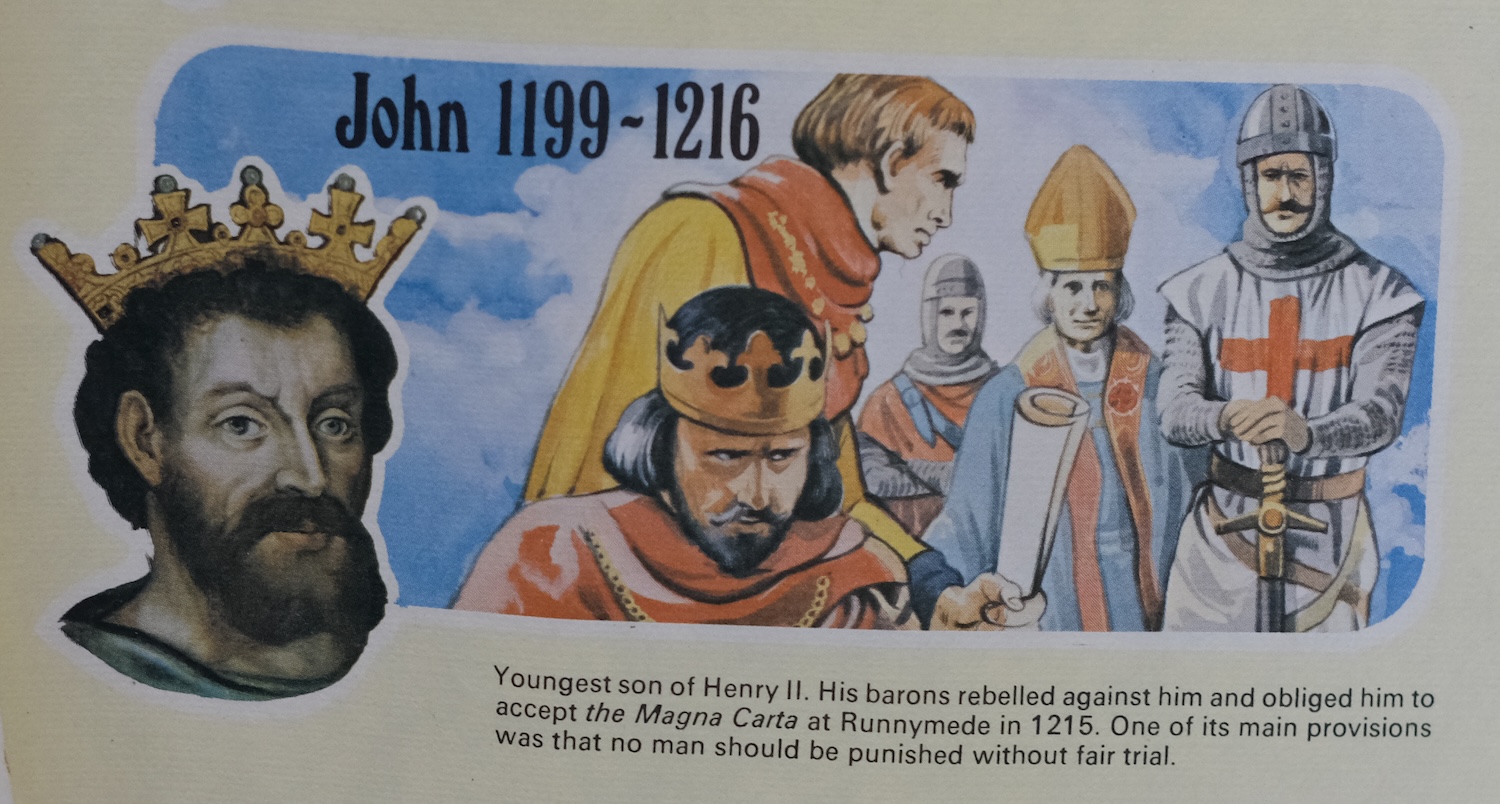 John 1199~1216
Youngest son of Henry II. His barons rebelled against him and obliged him to
accept the Magna Carta at Runnymede in 1215. One of its main provisions
was that no man should be punished without fair trial.